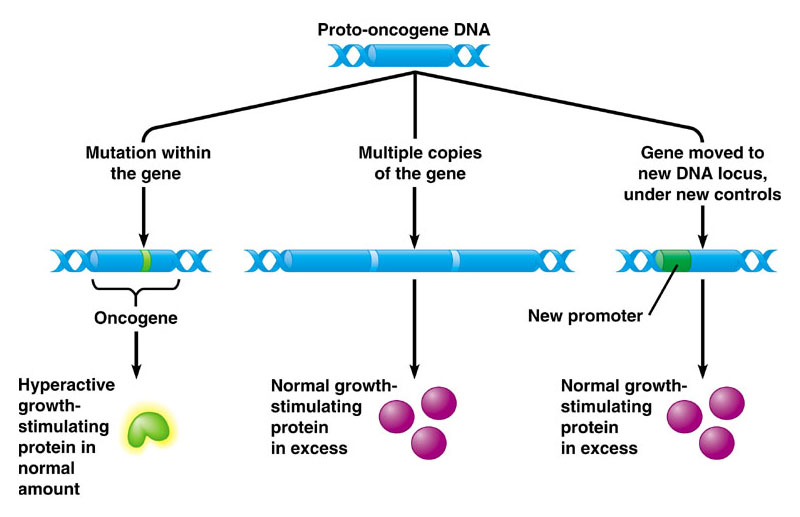 Proto-oncogene DNA
Mutation within
the gene
Multiple copies
of the gene
Gene moved to
new DNA locus,
under new controls
Oncogene
New promoter
Hyperactive
growth-
stimulating
protein in
normal
amount
Normal growth-
stimulating
protein
in excess
Normal growth-
stimulating
protein
in excess